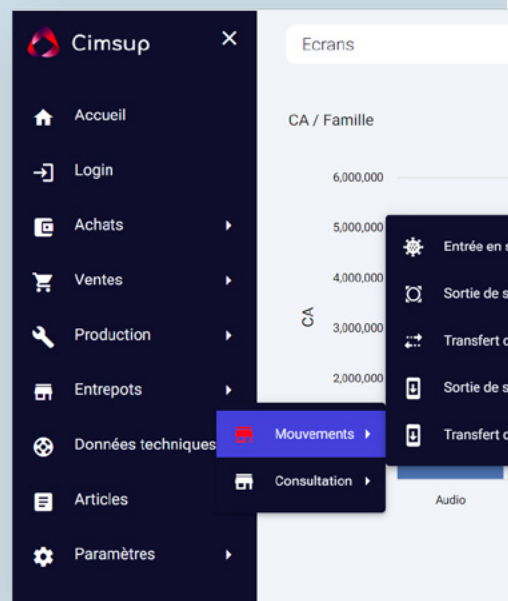 Cimsup
Ecrans
Accueil
CA / Famille
Login
6,000,000
Achats
5,000,000
Entrée en s
Ventes
4,000,000
Sortie de s
CA
Production
3,000,000
Transfert d
Entrepots
2,000,000
Sortie de s
Données techniques
Mouvements
Transfert d
Consultation
Articles
Audio
Paramètres